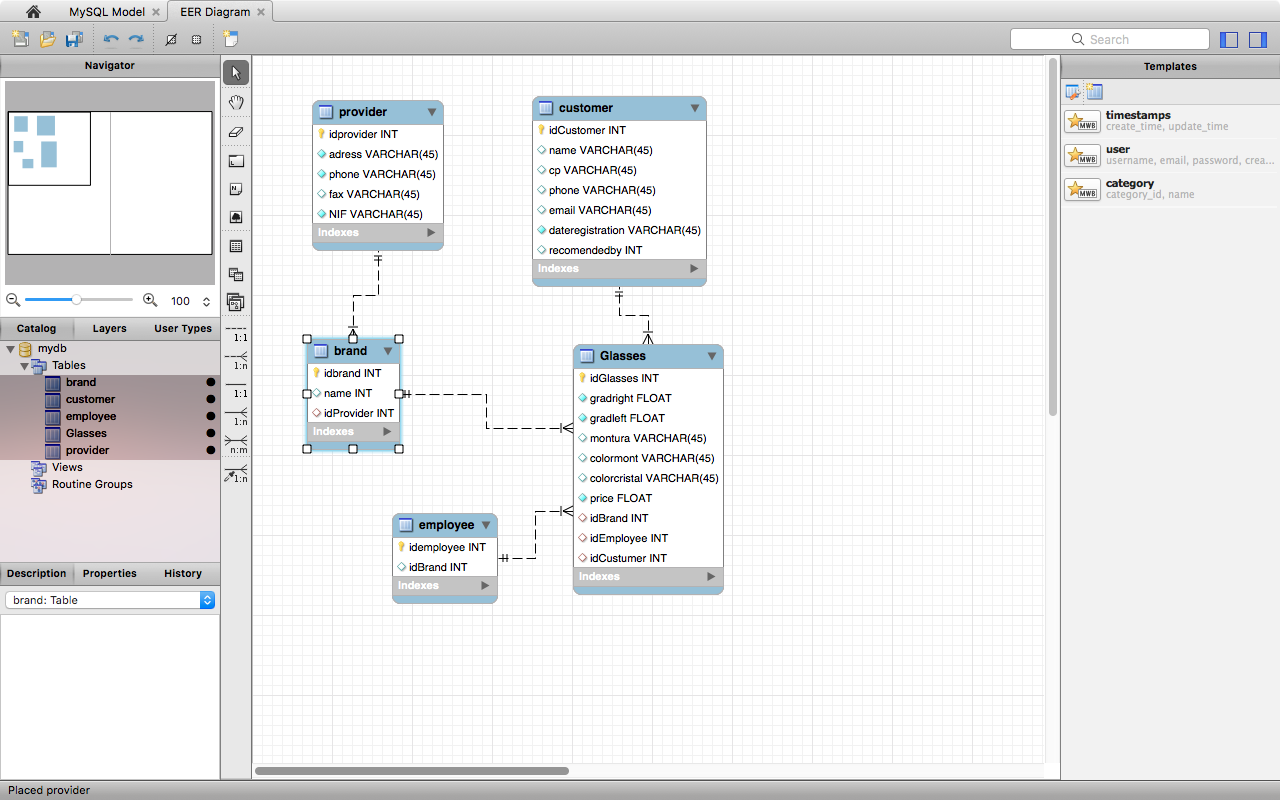 MySQL Model
EER Diagram
Search
Navigator
100
Catalog Layers User Types
mydb
Tables
brand
customer
employee
Glasses
provider
Views
Routine Groups
Description Properties History
brand: Table
1:1
1:n
1:1
1:n
n:m
1:n
provider
idprovider INT
adress VARCHAR(45)
phone VARCHAR(45)
fax VARCHAR(45)
NIF VARCHAR(45)
Indexes
customer
idCustomer INT
name VARCHAR(45)
cp VARCHAR(45)
phone VARCHAR(45)
email VARCHAR(45)
dateregistration VARCHAR(45)
recomendedby INT
Indexes
brand
idbrand INT
name INT
idProvider INT
Indexes
Glasses
idGlasses INT
gradright FLOAT
gradleft FLOAT
montura VARCHAR(45)
colormont VARCHAR(45)
colorcristal VARCHAR(45)
price FLOAT
idBrand INT
idEmployee INT
idCustumer INT
Indexes
employee
idemployee INT
idBrand INT
Indexes
Templates
MWB
timestamps
create_time, update_time
MWB
user
username, email, password, crea...
MWB
category
category_id, name
Placed provider